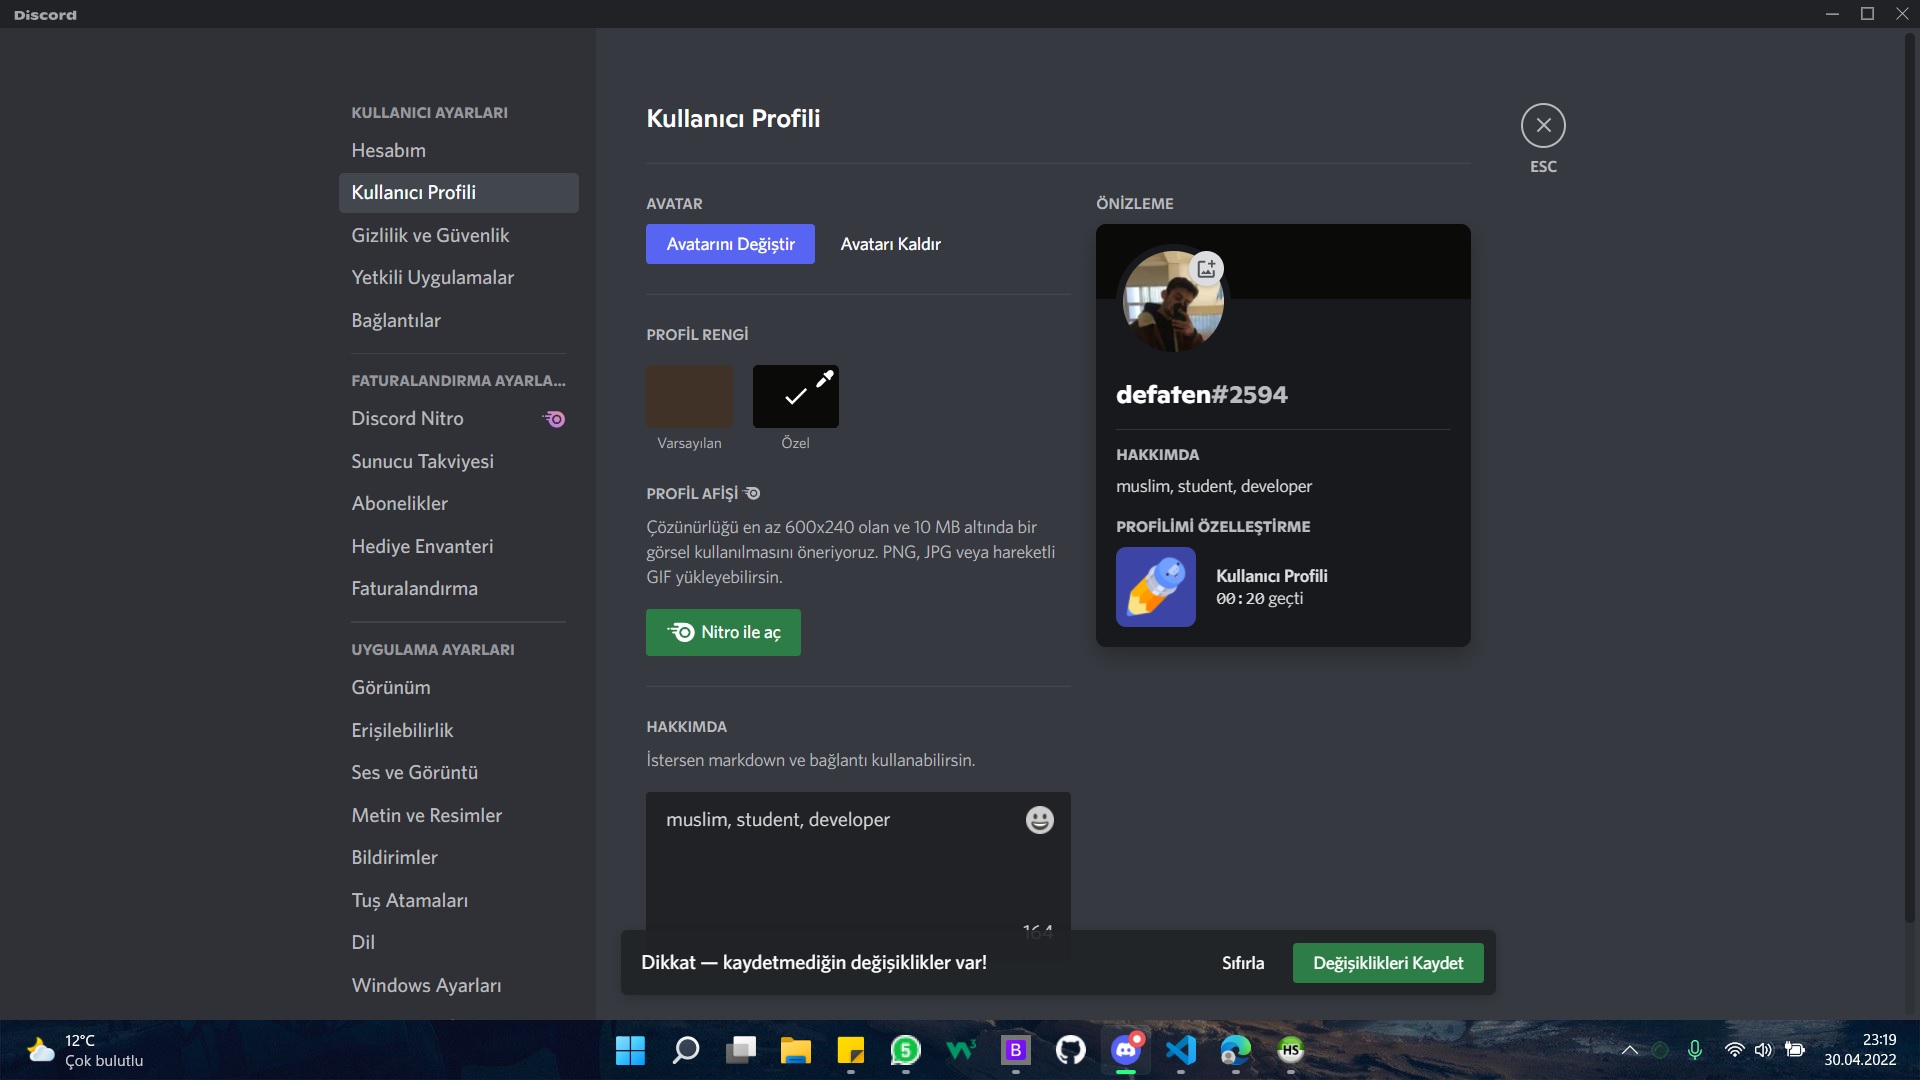 Discord
KULLANICI AYARLARI
Hesabım
Kullanıcı Profili
Gizlilik ve Güvenlik
Yetkili Uygulamalar
Bağlantılar
FATURALANDIRMA AYARLA...
Discord Nitro
Sunucu Takviyesi
Abonelikler
Hediye Envanteri
Faturalandırma
UYGULAMA AYARLARI
Görünüm
Erişilebilirlik
Ses ve Görüntü
Metin ve Resimler
Bildirimler
Tuş Atamaları
Dil
Windows Ayarları
Kullanıcı Profili
ESC
AVATAR
Avatarını Değiştir
Avatarı Kaldır
PROFİL RENGİ
Varsayılan
Özel
PROFİL AFİŞİ
Çözünürlüğü en az 600x240 olan ve 10 MB altında bir
görsel kullanılmasını öneriyoruz. PNG, JPG veya hareketli
GIF yükleyebilirsin.
Nitro ile aç
HAKKIMDA
İstersen markdown ve bağlantı kullanabilirsin.
muslim, student, developer
164
ÖNİZLEME
defaten#2594
HAKKIMDA
muslim, student, developer
PROFİLİMİ ÖZELLEŞTİRME
Kullanıcı Profili
00:20 geçti
Dikkat — kaydetmediğin değişiklikler var!
Sıfırla
Değişiklikleri Kaydet
12°C
Çok bulutlu
5
W3
B
HS
23:19
30.04.2022